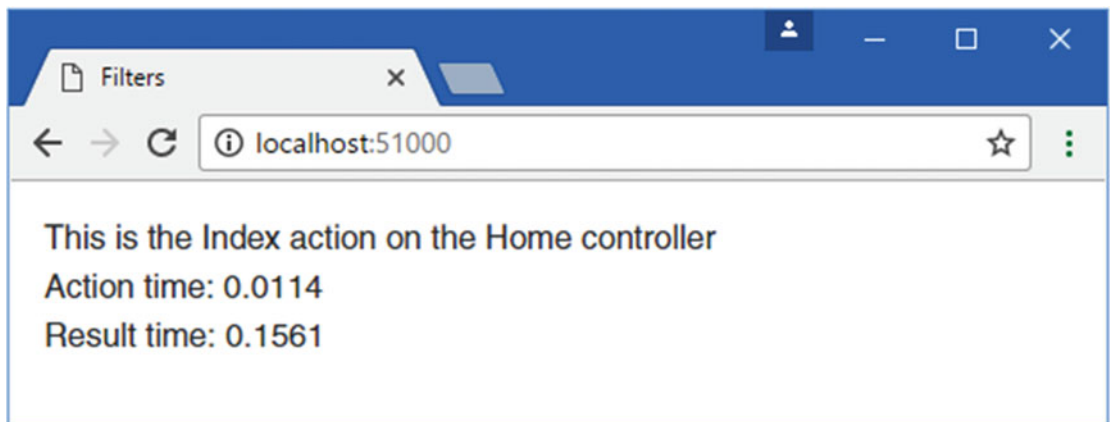 Filters
localhost:51000
This is the Index action on the Home controller
Action time: 0.0114
Result time: 0.1561